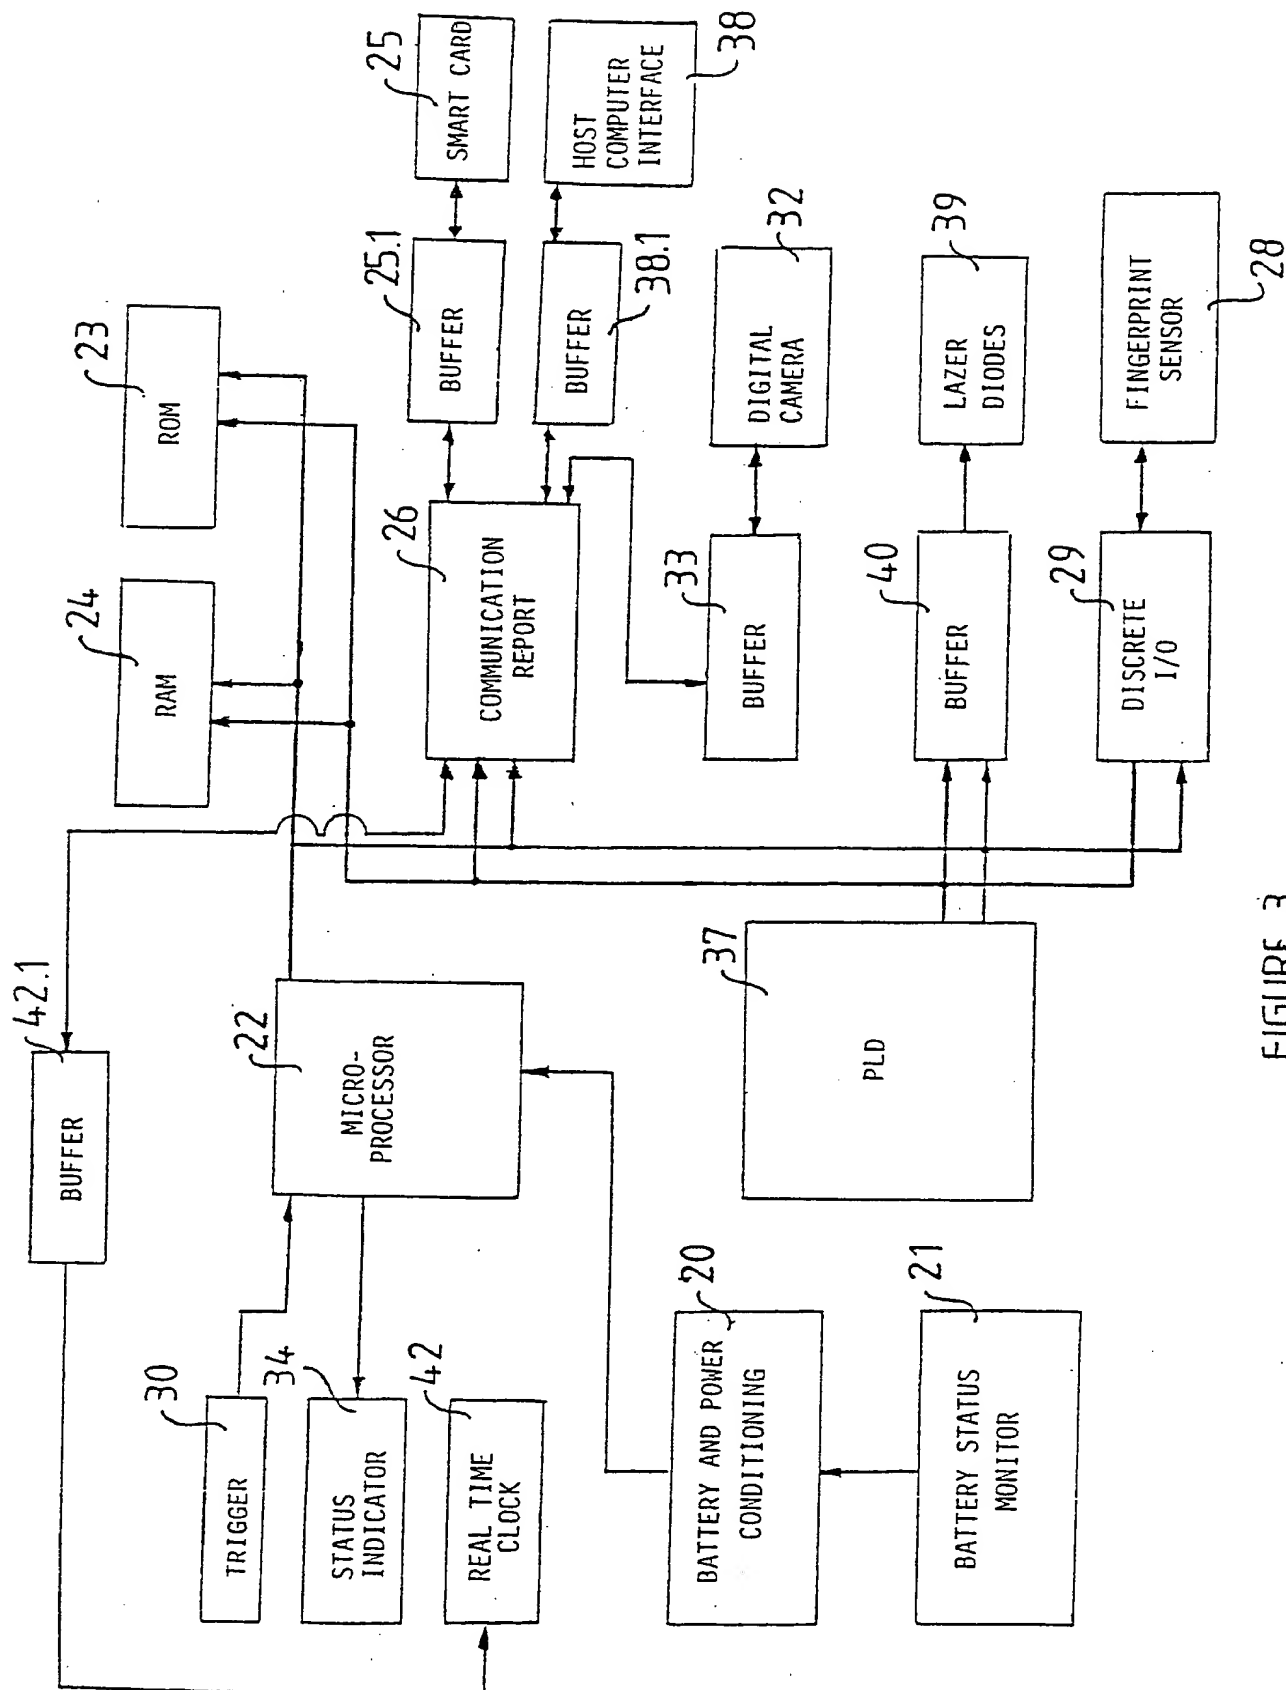 42.1
BUFFER
24
23
RAM
ROM
30
TRIGGER
22
34
STATUS
INDICATOR
MICRO-
PROCESSOR
42
REAL TIME
CLOCK
26
COMMUNICATION
REPORT
25.1
BUFFER
25
SMART CARD
BUFFER
38.1
HOST
COMPUTER
INTERFACE
38
20
BATTERY AND POWER
CONDITIONING
37
PLD
33
BUFFER
32
DIGITAL
CAMERA
21
BATTERY STATUS
MONITOR
40
BUFFER
39
LAZER
DIODES
29
DISCRETE
I/O
FINGERPRINT
SENSOR
28
FIGURE 3